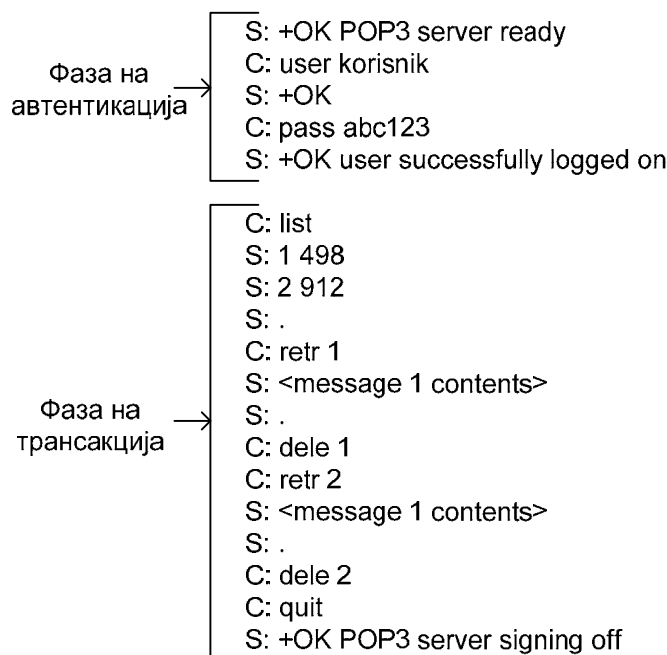 Фаза на
автентикација
S: +OK POP3 server ready
C: user korisnik
S: +OK
C: pass abc123
S: +OK user successfully logged on
Фаза на
трансакција
C: list
S: 1 498
S: 2 912
S: .
C: retr 1
S: <message 1 contents>
S: .
C: dele 1
C: retr 2
S: <message 1 contents>
S: .
C: dele 2
C: quit
S: +OK POP3 server signing off